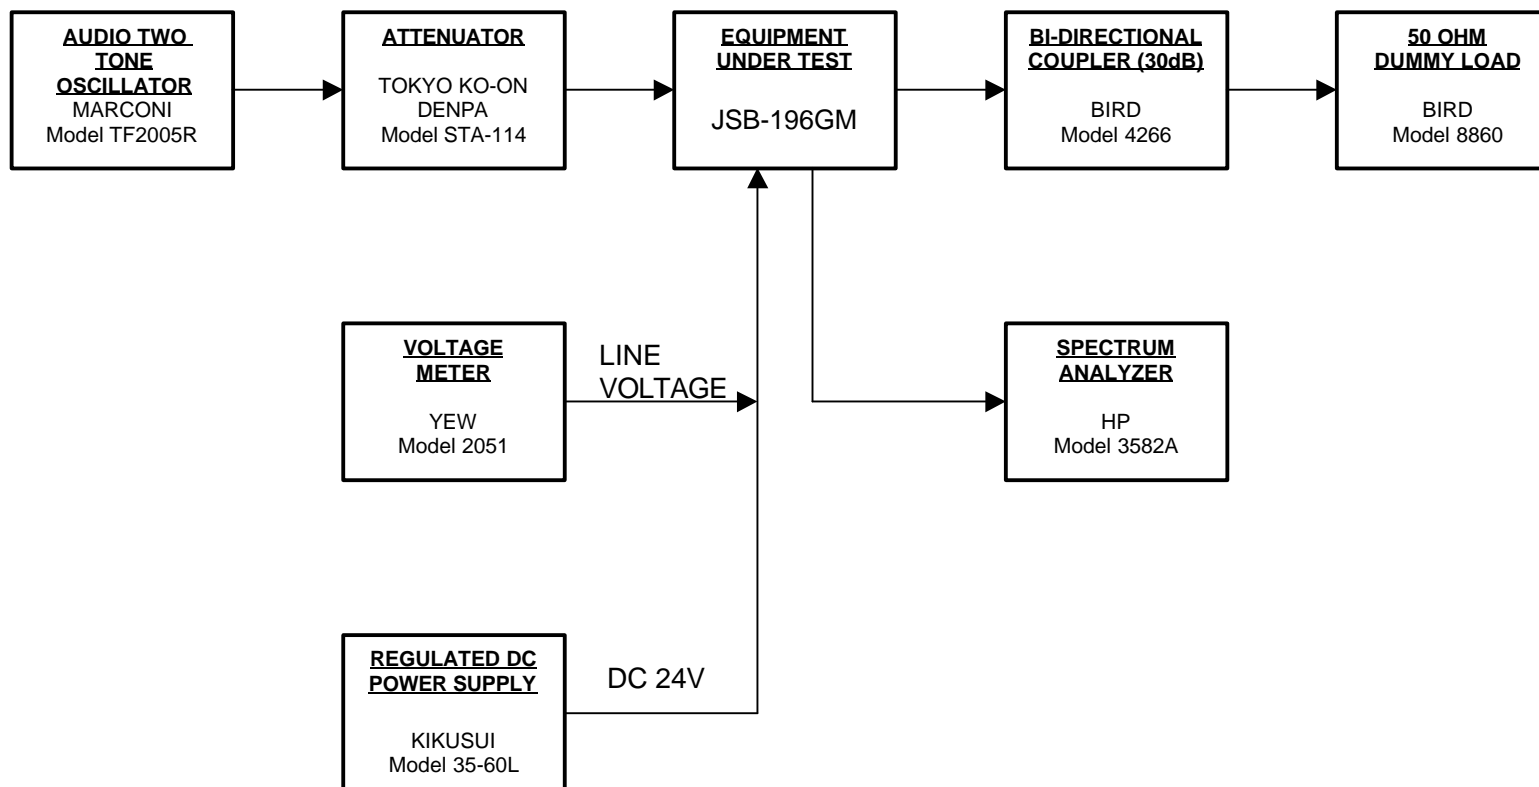 AUDIO TWO
TONE
OSCILLATOR
MARCONI
Model TF2005R
ATTENUATOR
TOKYO KO-ON
DENPA
Model STA-114
EQUIPMENT
UNDER TEST
JSB-196GM
BI-DIRECTIONAL
COUPLER (30dB)
BIRD
Model 4266
50 OHM
DUMMY LOAD
BIRD
Model 8860
VOLTAGE
METER
YEW
Model 2051
LINE
VOLTAGE
SPECTRUM
ANALYZER
HP
Model 3582A
REGULATED DC
POWER SUPPLY
KIKUSUI
Model 35-60L
DC 24V